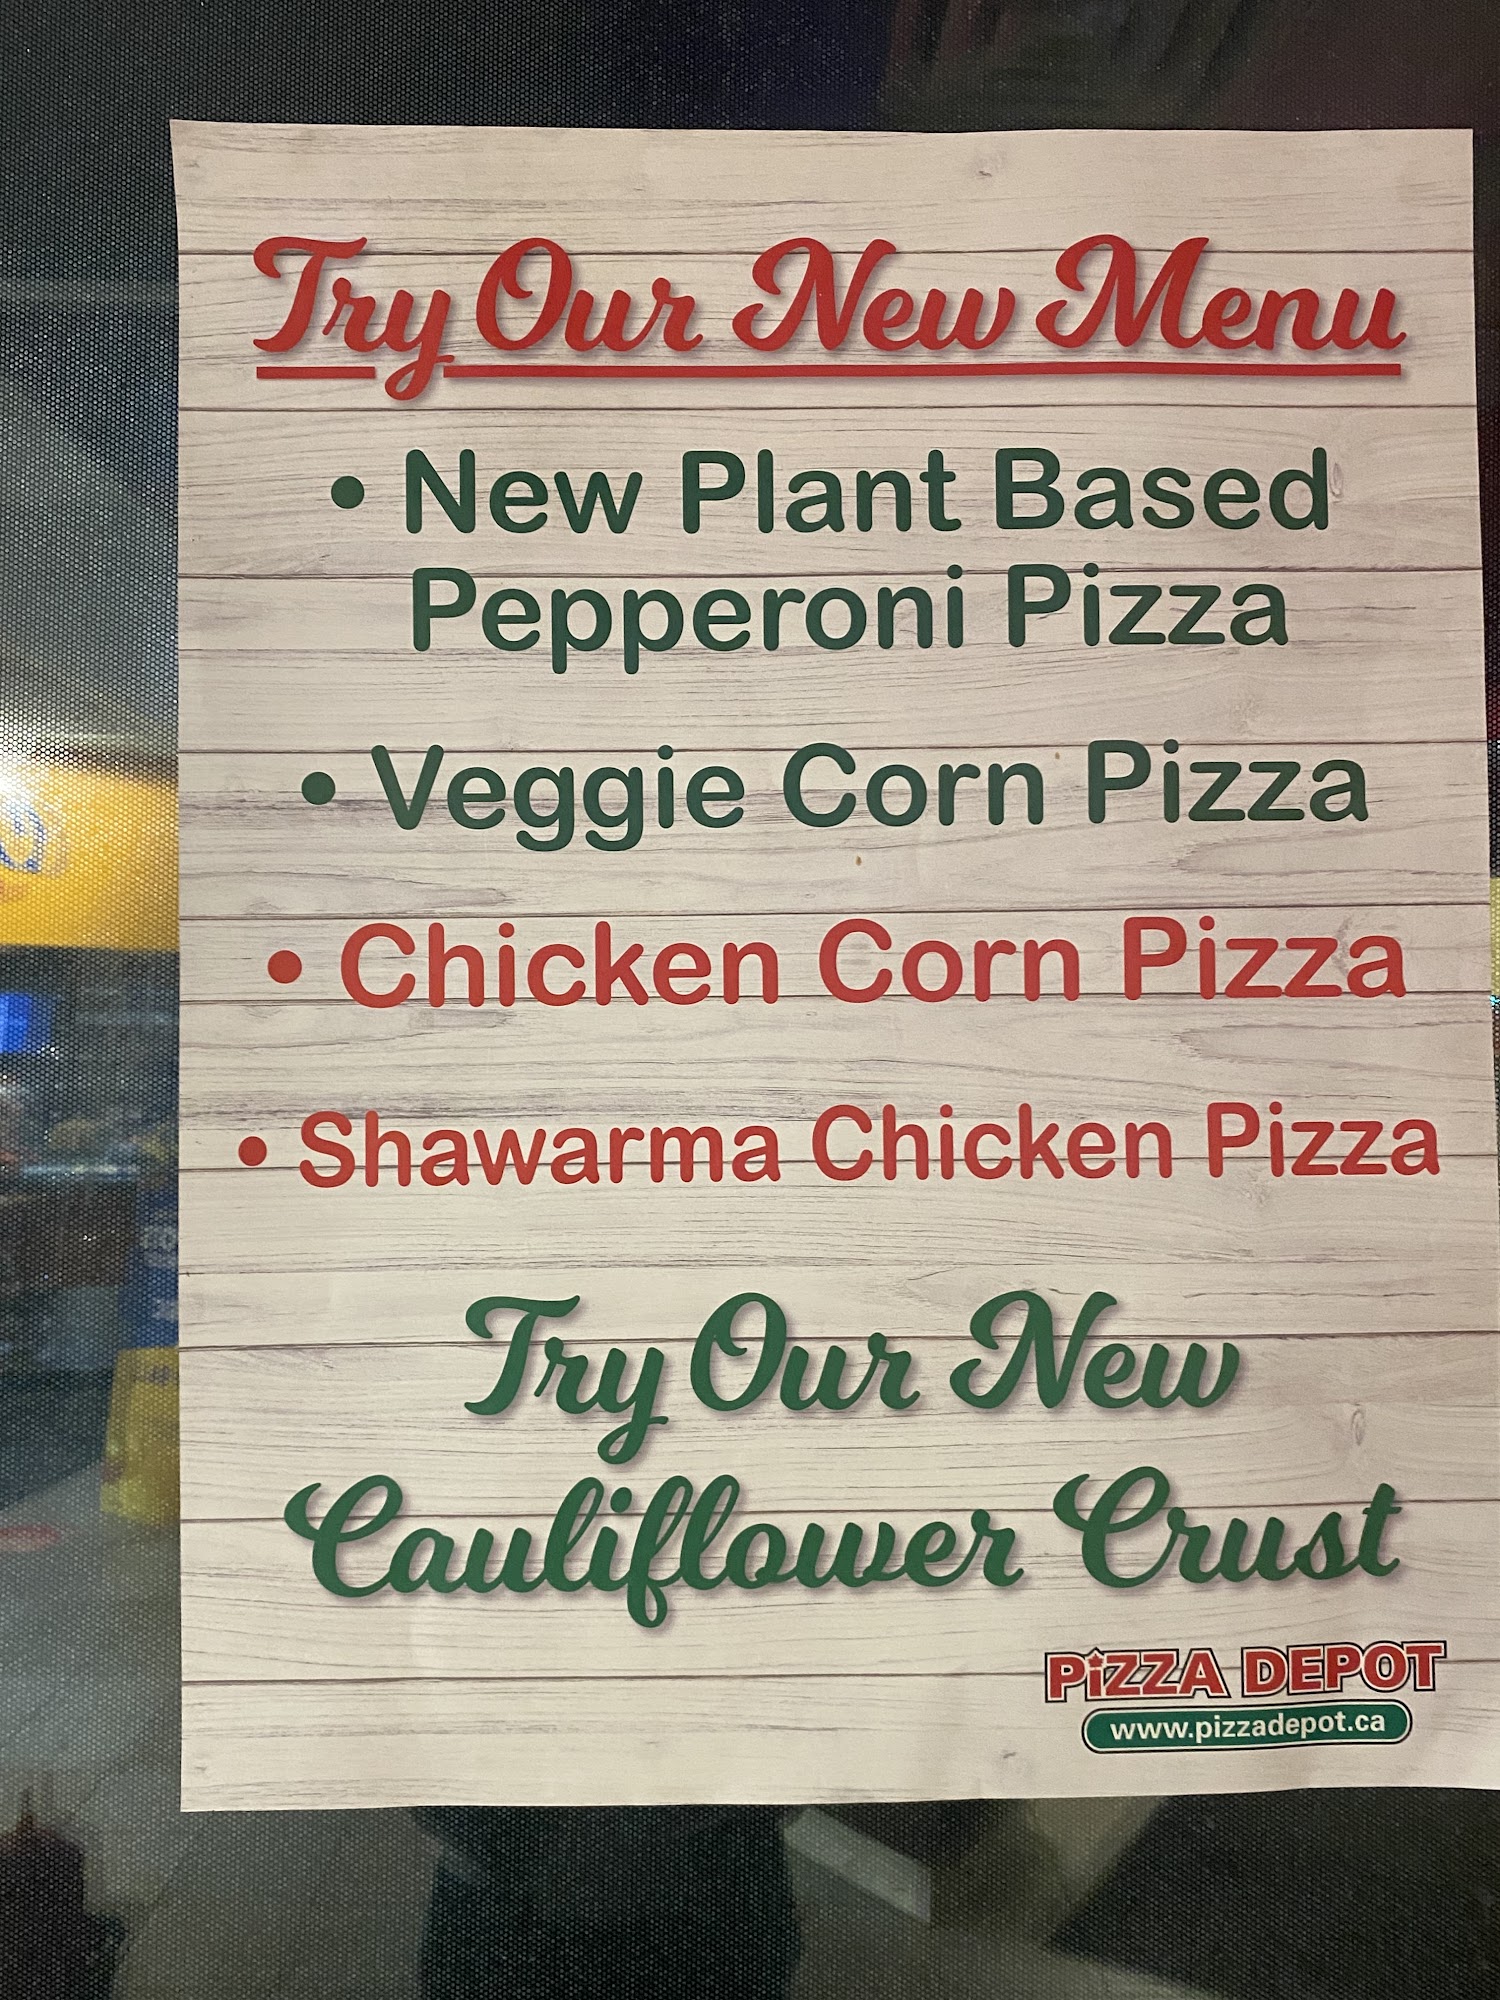 Try Our New Menu
• New Plant Based
Pepperoni Pizza
• Veggie Corn Pizza
• Chicken Corn Pizza
• Shawarma Chicken Pizza
Try Our New
Cauliflower Crust
PiZZA DEPOT
www.pizzadepot.ca